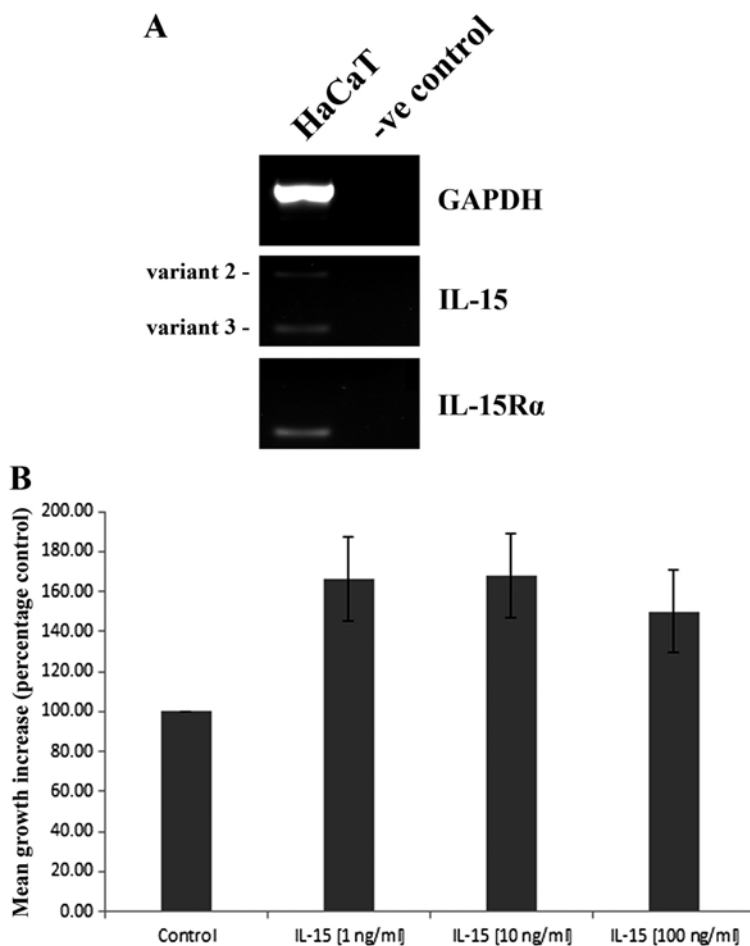 A
HaCaT
-ve control
GAPDH
variant 2 -
IL-15
variant 3 -
IL-15Rα
B
Mean growth increase (percentage control)
200.00
180.00
160.00
140.00
120.00
100.00
80.00
60.00
40.00
20.00
0.00
Control
IL-15 [1 ng/ml]
IL-15 [10 ng/ml]
IL-15 [100 ng/ml]